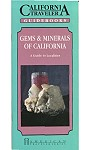 CALIFORNIA
TRAVELER
GUIDEBOOKS
GEMS & MINERALS
OF CALIFORNIA
A Guide to Localities